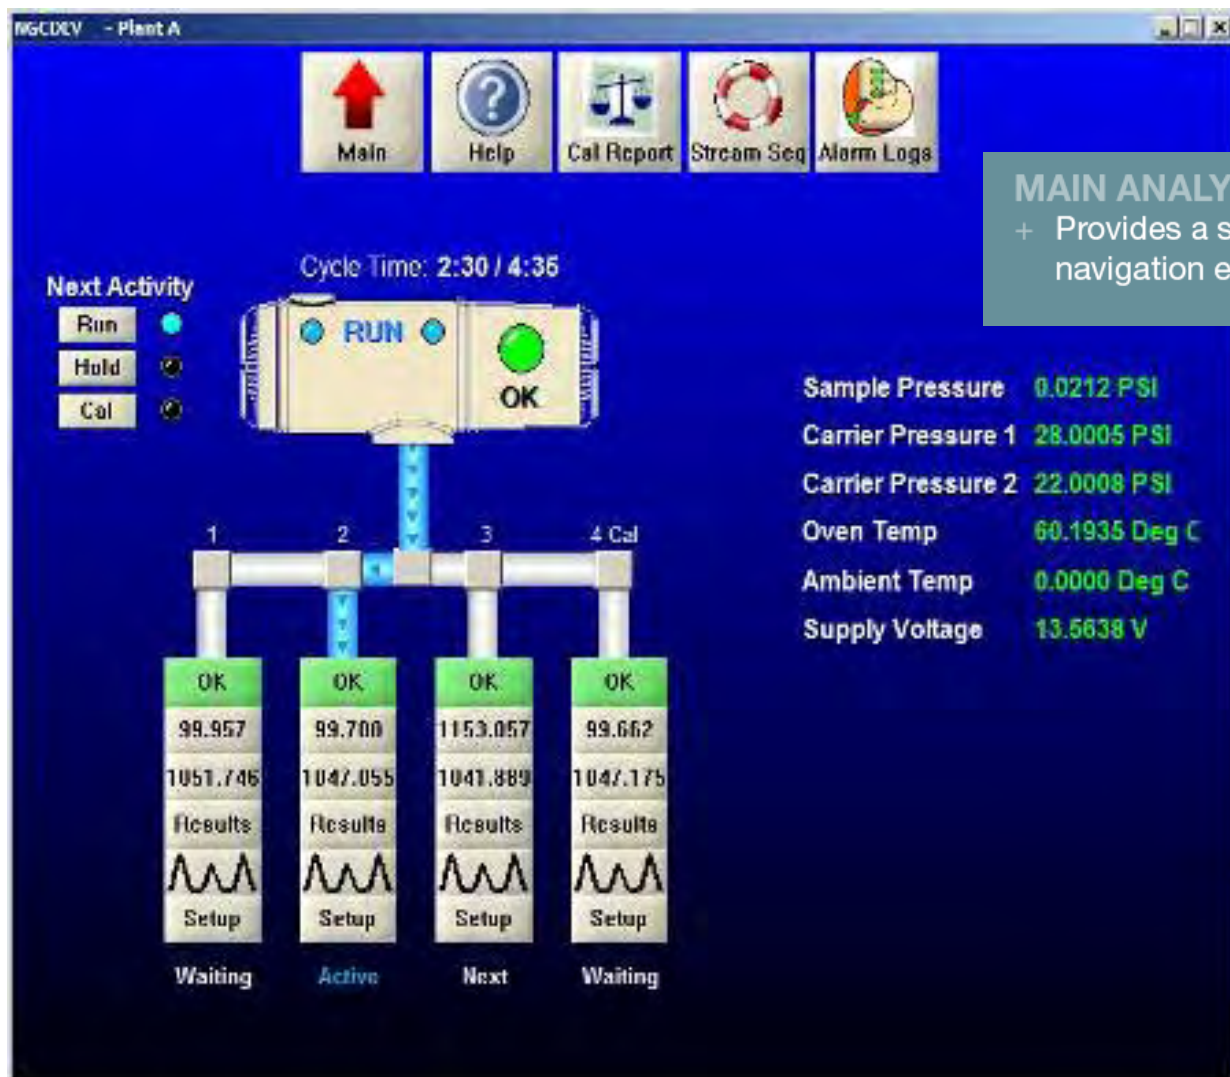 NGCDEV - Plant A
Main Help Cal Report Stream Seq Alarm Logs
MAIN ANALY
+ Provides a s
navigation e
Cycle Time: 2:30 / 4:36
Next Activity
Run
Hold
Cal
RUN
OK
Sample Pressure 0.0212 PSI
Carrier Pressure 1 28.0005 PSI
Carrier Pressure 2 22.0008 PSI
Oven Temp 60.1935 Deg C
Ambient Temp 0.0000 Deg C
Supply Voltage 13.5638 V
1 2 3 4 Cal
OK OK OK OK
99.957 99.700 1153.057 99.662
1051.746 1047.055 1041.889 1047.175
Results Results Results Results
Setup Setup Setup Setup
Waiting Active Next Waiting